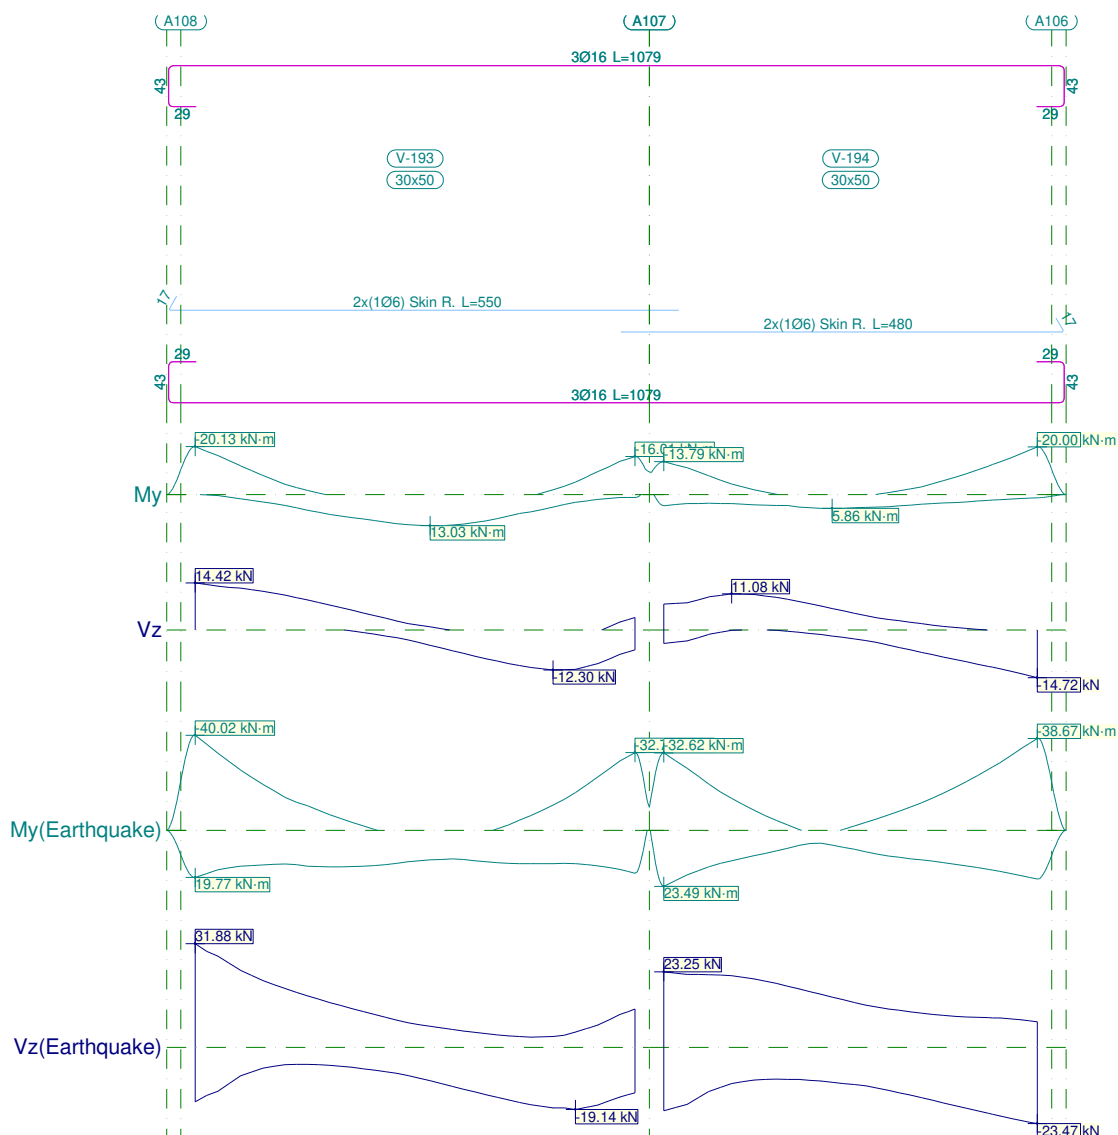 A108 A107 A106
3Ø16 L=1079
43 43
29 29
V-193 V-194
30x50 30x50
17 2x(1Ø6) Skin R. L=550
2x(1Ø6) Skin R. L=480 17
29 29
43 43
3Ø16 L=1079
-20.13 kN·m -13.79 kN·m -20.00 kN·m
My
13.03 kN·m 5.86 kN·m
14.42 kN 11.08 kN
Vz
-12.30 kN -14.72 kN
-40.02 kN·m -32.62 kN·m -38.67 kN·m
My(Earthquake)
19.77 kN·m 23.49 kN·m
31.88 kN 23.25 kN
Vz(Earthquake)
-19.14 kN -23.47 kN